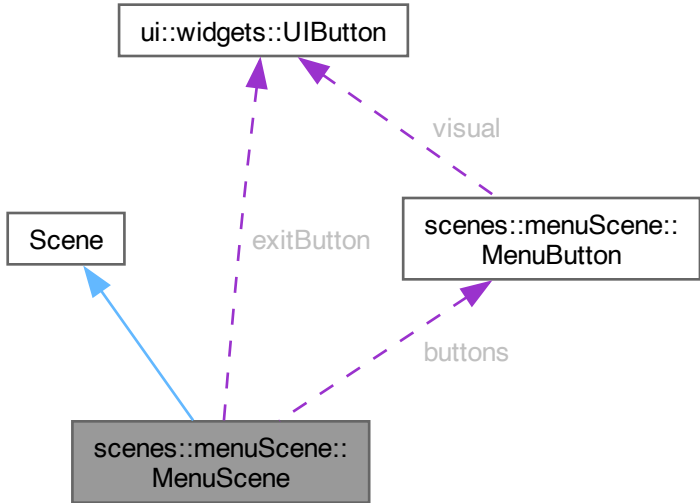 ui::widgets::UIButton
visual
Scene
exitButton
scenes::menuScene::
MenuButton
buttons
scenes::menuScene::
MenuScene